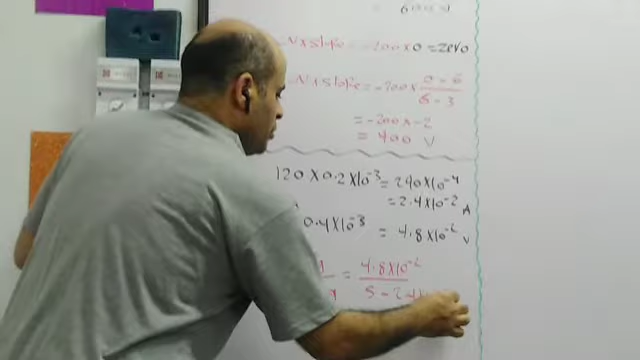 600 V
-N x slope = -200 x 0 = zero
-N x slope = -200 x 0 - 6
6 - 3
= -200 x -2
= 400 V
120 x 0.2 x 10^-3 = 240 x 10^-4
= 2.4 x 10^-2 A
0.4 x 10^-3 = 4.8 x 10^-2 V
= 4.8 x 10^-2
5 - 2.4